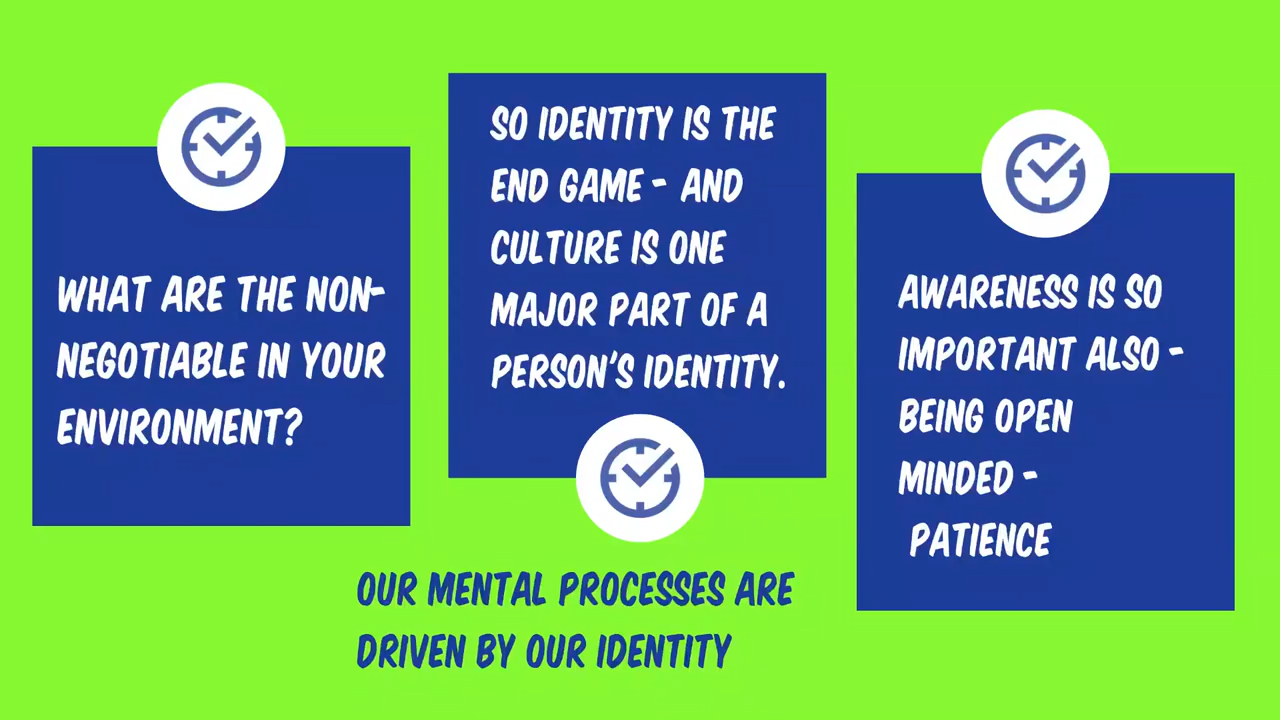 WHAT ARE THE NON-
NEGOTIABLE IN YOUR
ENVIRONMENT?
SO IDENTITY IS THE
END GAME - AND
CULTURE IS ONE
MAJOR PART OF A
PERSON'S IDENTITY.
AWARENESS IS SO
IMPORTANT ALSO -
BEING OPEN
MINDED -
PATIENCE
OUR MENTAL PROCESSES ARE
DRIVEN BY OUR IDENTITY